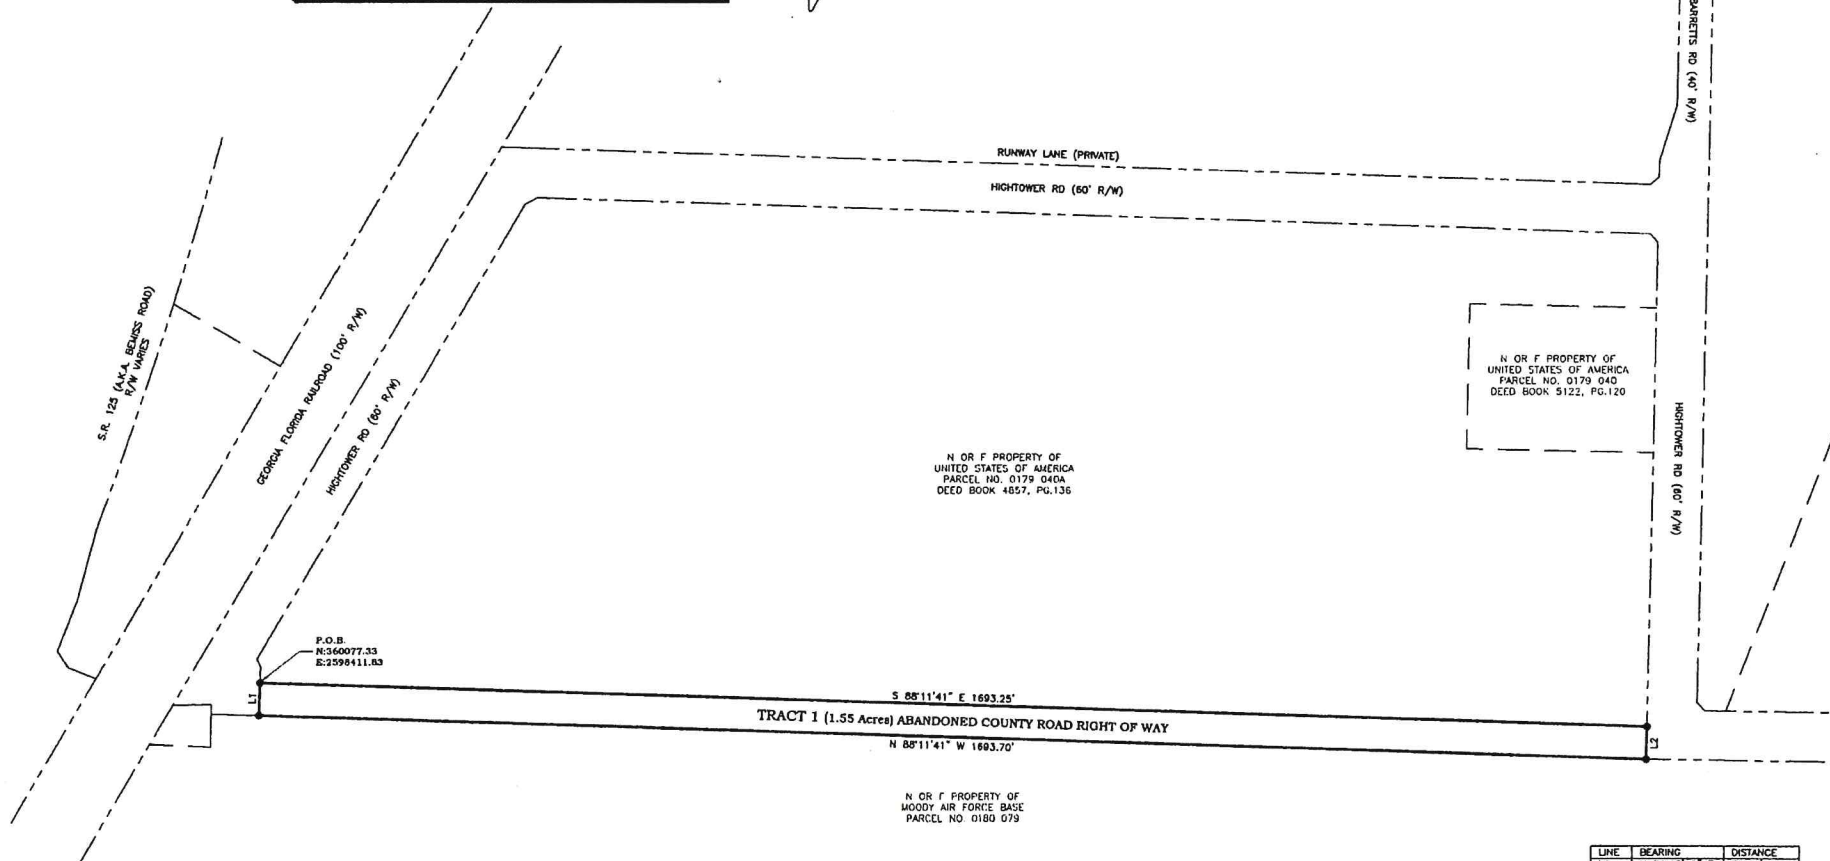 BARRETTS RD (40' R/W)
RUNWAY LANE (PRIVATE)
HIGHTOWER RD (60' R/W)
S.R. 125 (A.K.A. BEMISS ROAD)
R/W VARIES
GEORGIA FLORIDA RAILROAD (100' R/W)
HIGHTOWER RD (60' R/W)
N OR F PROPERTY OF
UNITED STATES OF AMERICA
PARCEL NO. 0179 040
DEED BOOK 5122, PG.120
HIGHTOWER RD (60' R/W)
N OR F PROPERTY OF
UNITED STATES OF AMERICA
PARCEL NO. 0179 040A
DEED BOOK 4857, PG.136
P.O.B.
N:360077.33
E:2598411.83
L1
S 88°11'41" E 1693.25'
TRACT 1 (1.55 Acres) ABANDONED COUNTY ROAD RIGHT OF WAY
N 88°11'41" W 1693.70'
L2
N OR F PROPERTY OF
MOODY AIR FORCE BASE
PARCEL NO. 0180 079
LINE BEARING DISTANCE